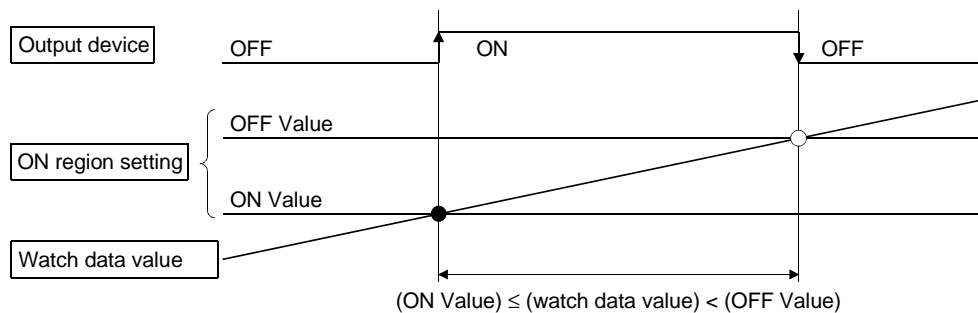 Output device
OFF
ON
OFF
OFF Value
ON region setting
ON Value
Watch data value
(ON Value) ≤ (watch data value) < (OFF Value)